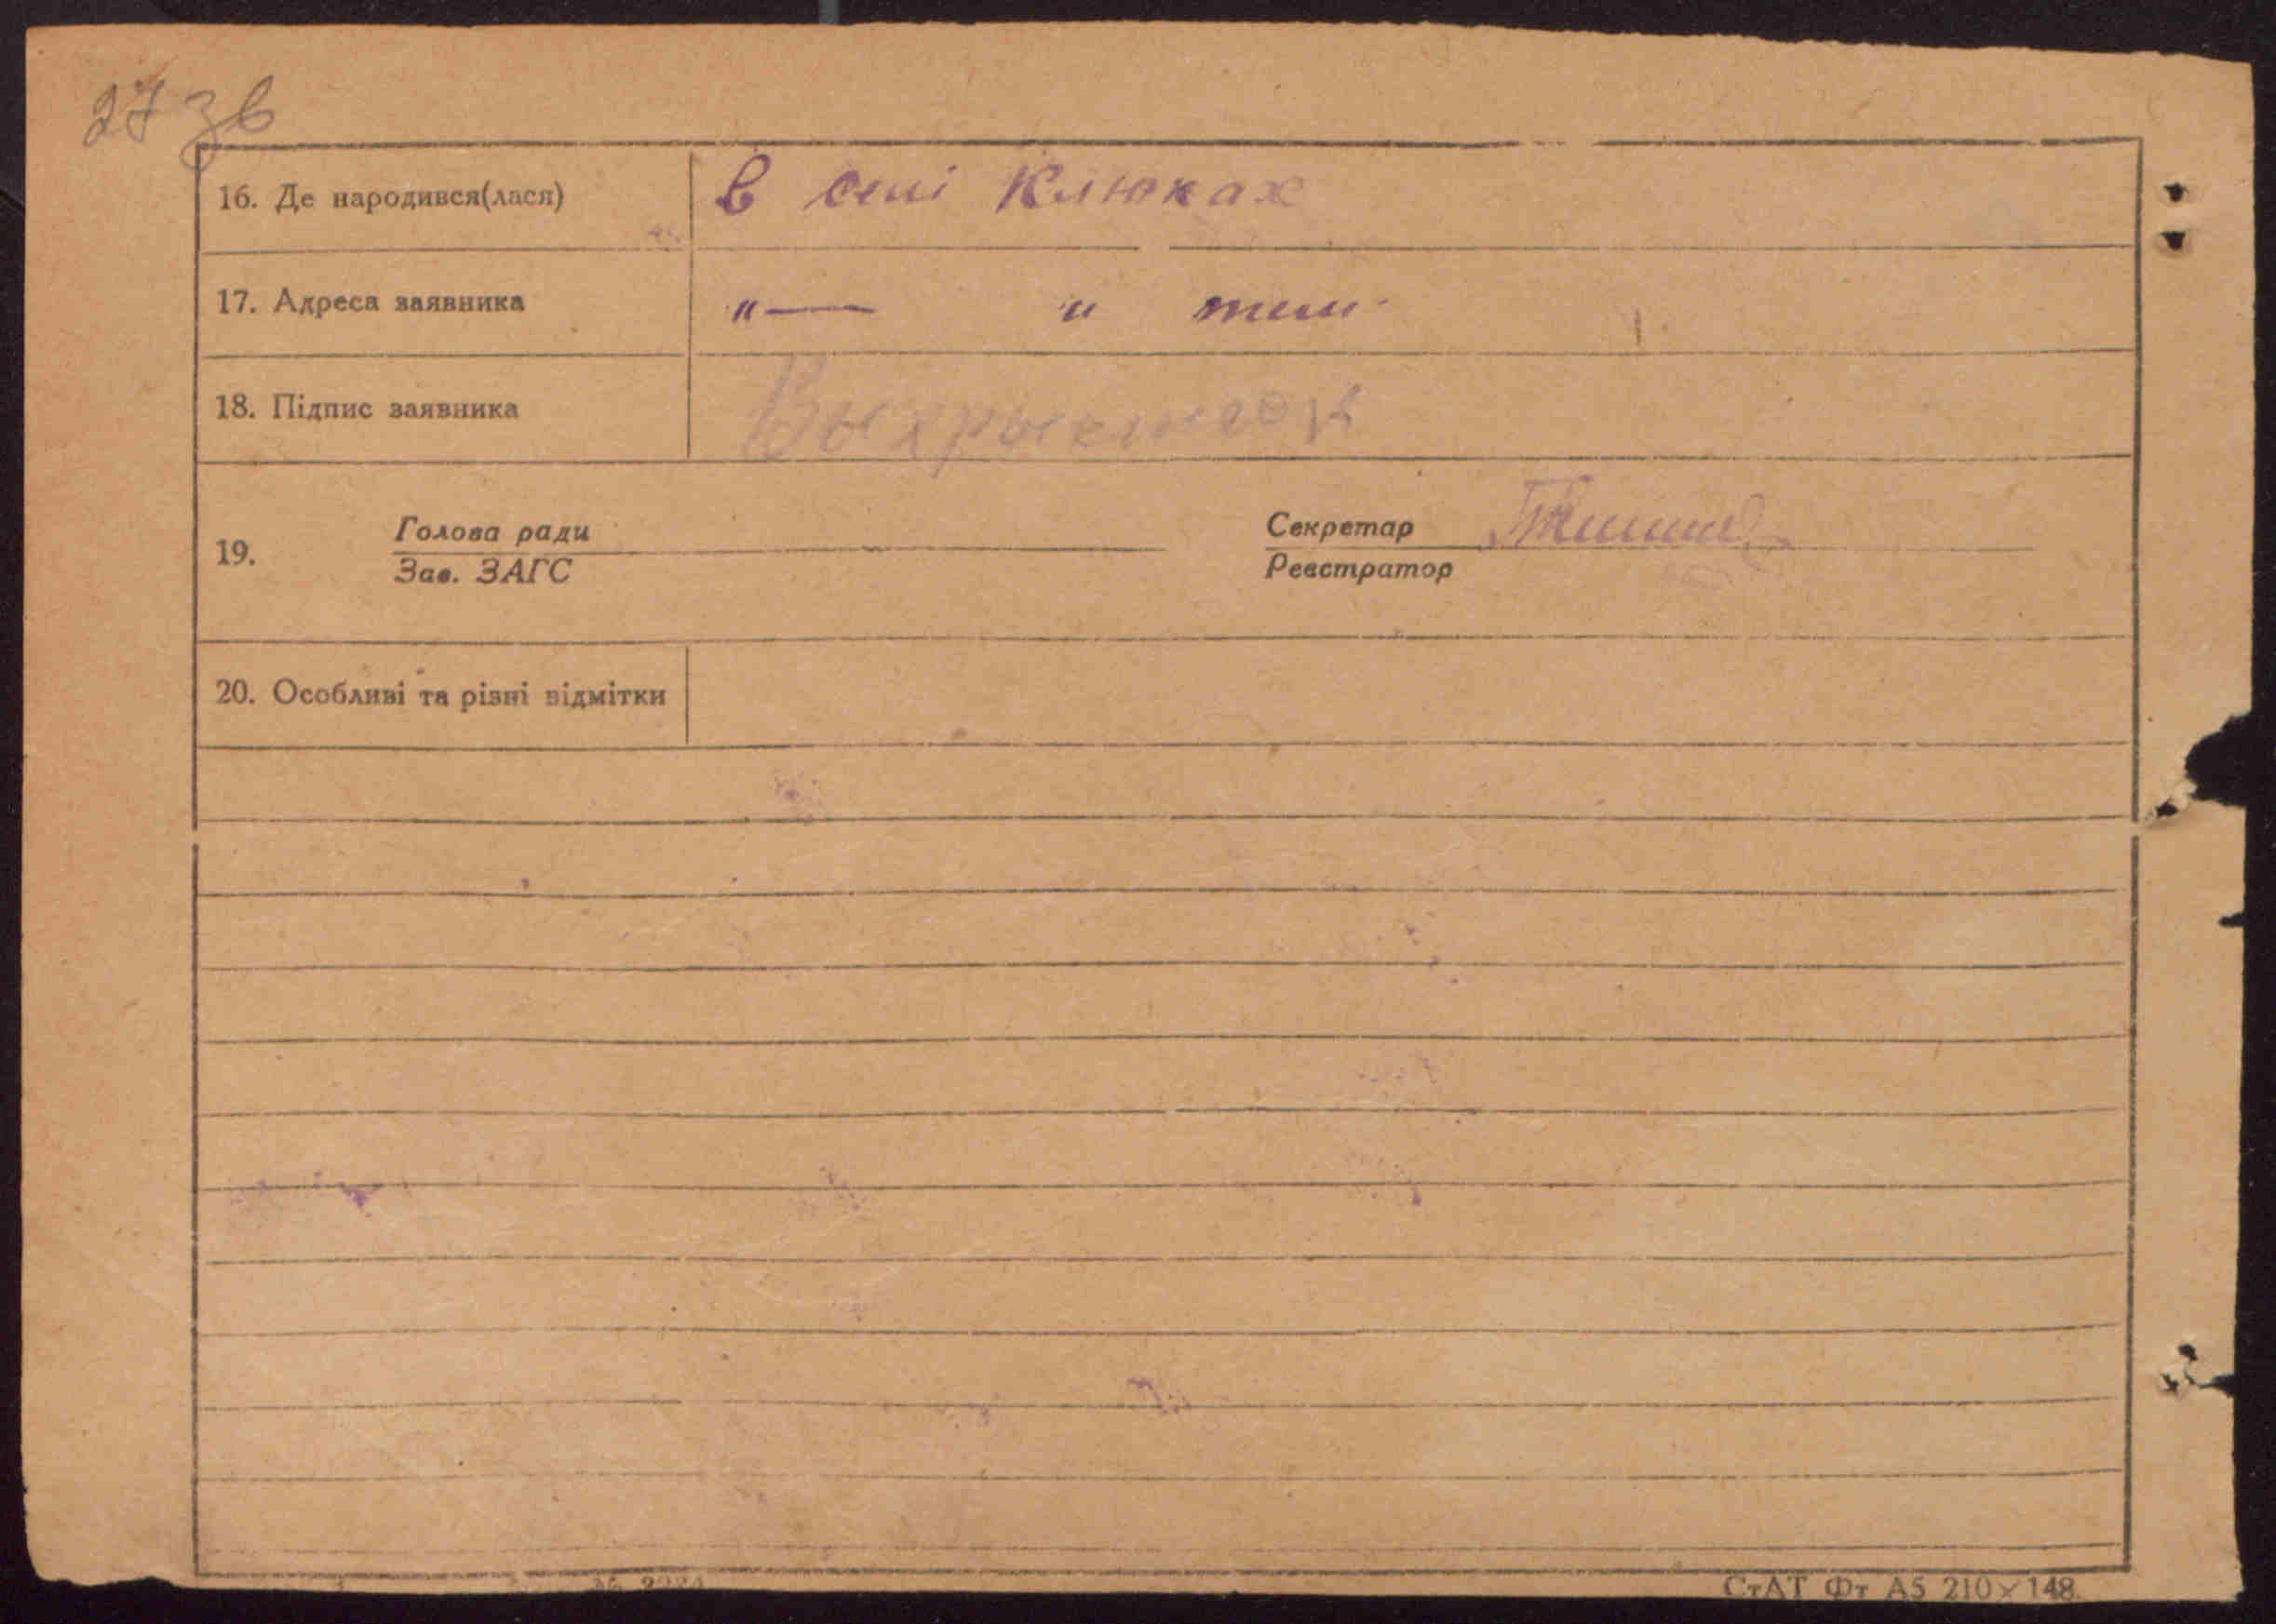 27 зв
16. Де народився(лася) в селі Клюках
17. Адреса заявника "— " тем
18. Підпис заявника
19. Голова ради Секретар
Зав. ЗАГС Реєстратор
20. Особливі та різні відмітки
СтАТ Фт А5 210×148.